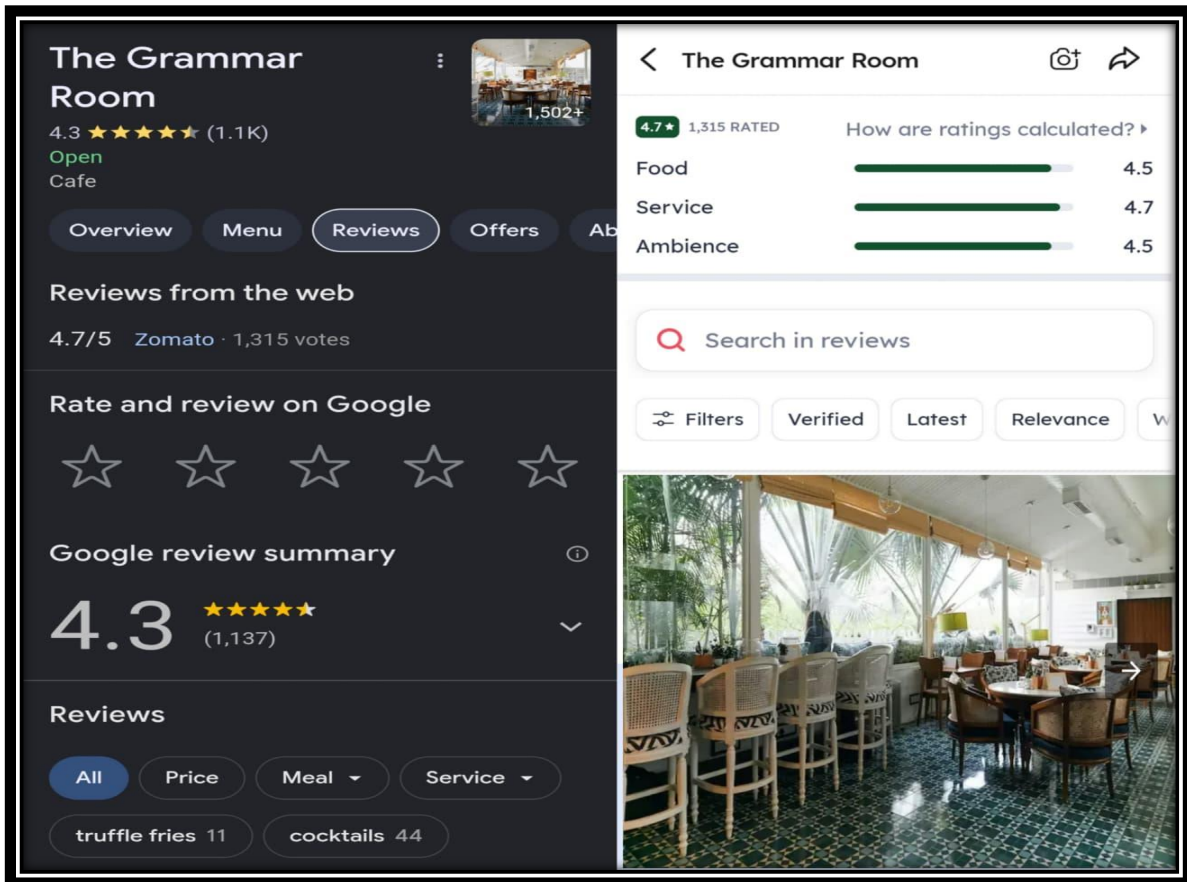 The Grammar
Room
1,502+
4.3 ★★★★★ (1.1K)
Open
Cafe
Overview Menu Reviews Offers Ab
Reviews from the web
4.7/5 Zomato · 1,315 votes
Rate and review on Google
Google review summary
4.3
(1,137)
Reviews
All Price Meal Service
truffle fries 11 cocktails 44
The Grammar Room
4.7★ 1,315 RATED How are ratings calculated?
Food 4.5
Service 4.7
Ambience 4.5
Search in reviews
Filters Verified Latest Relevance W